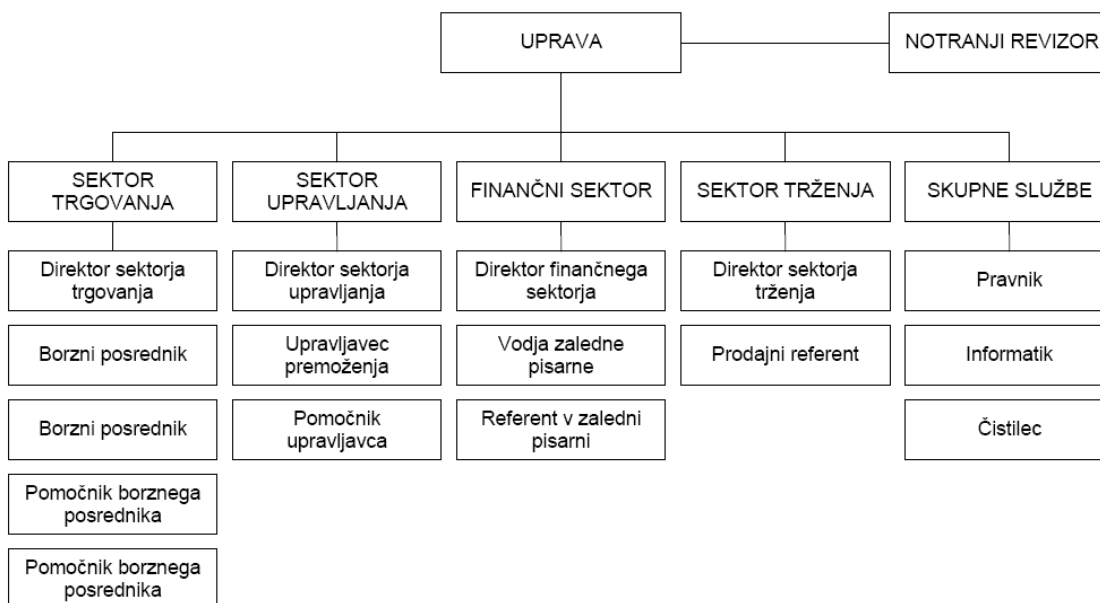 UPRAVA
NOTRANJI REVIZOR
SEKTOR
TRGOVANJA
Direktor sektorja
trgovanja
Borzni posrednik
Borzni posrednik
Pomočnik borznega
posrednika
Pomočnik borznega
posrednika
SEKTOR
UPRAVLJANJA
Direktor sektorja
upravljanja
Upravljavec
premoženja
Pomočnik
upravljavca
FINANČNI SEKTOR
Direktor finančnega
sektorja
Vodja zaledne
pisarne
Referent v zaledni
pisarni
SEKTOR TRŽENJA
Direktor sektorja
trženja
Prodajni referent
SKUPNE SLUŽBE
Pravnik
Informatik
Čistilec